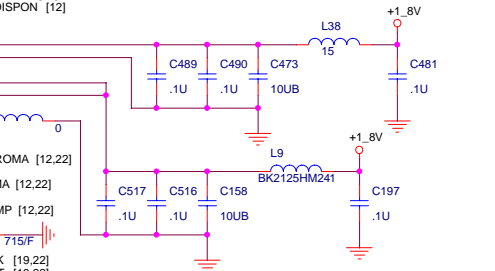 DISPON [12]
+1_8V
L38
15
C489
.1U
C490
.1U
C473
10UB
C481
.1U
0
+1_8V
ROMA [12,22]
L9
BK2125HM241
MA [12,22]
C517
.1U
C516
.1U
C158
10UB
C197
.1U
MP [12,22]
715/F
K [19,22]